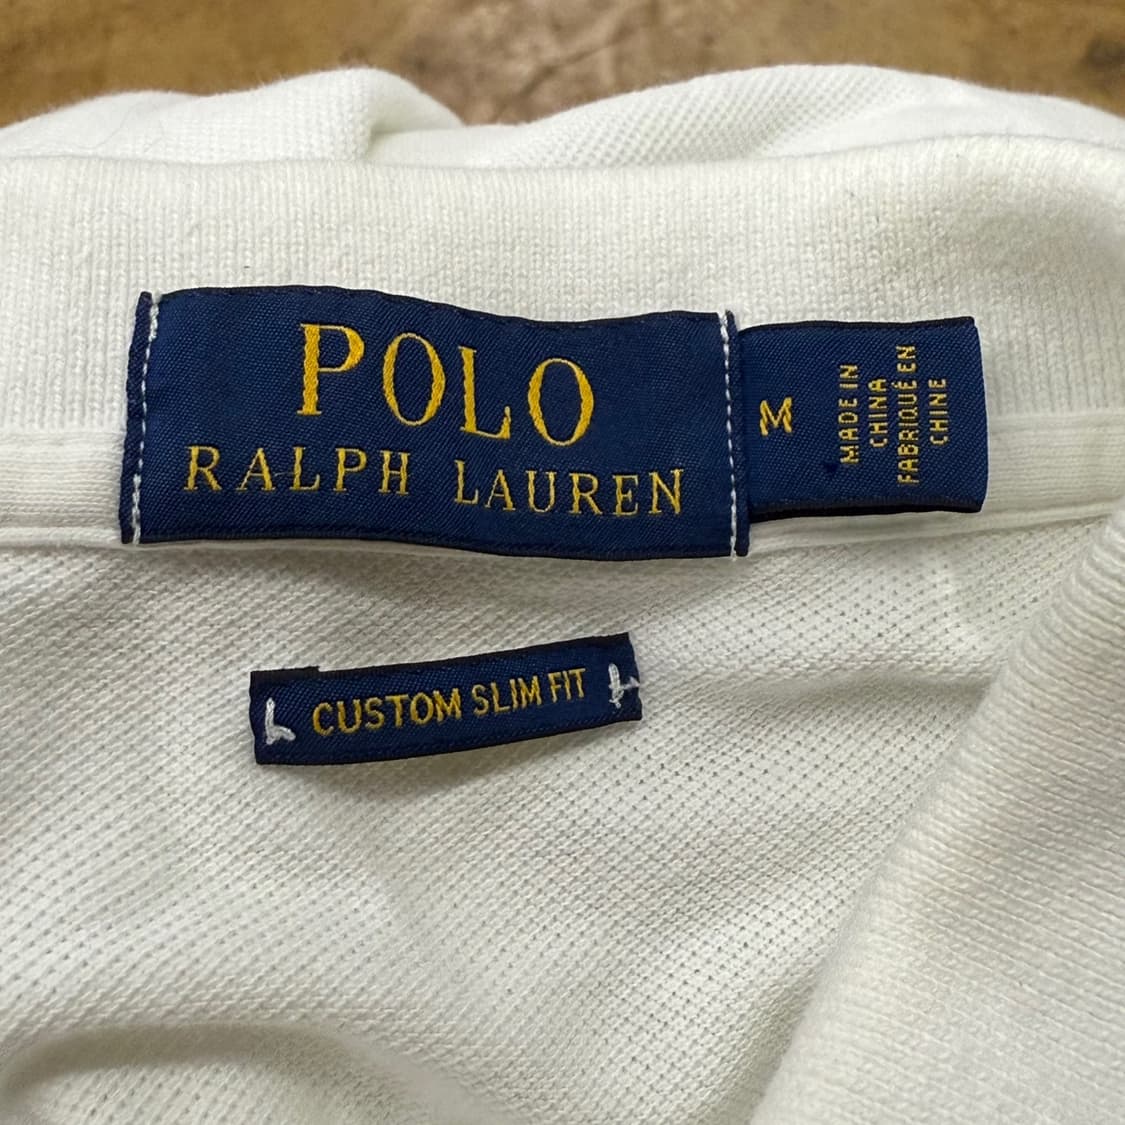 POLO
RALPH LAUREN
M
MADE IN
CHINA
FABRIQUÉ EN
CHINE
CUSTOM SLIM FIT